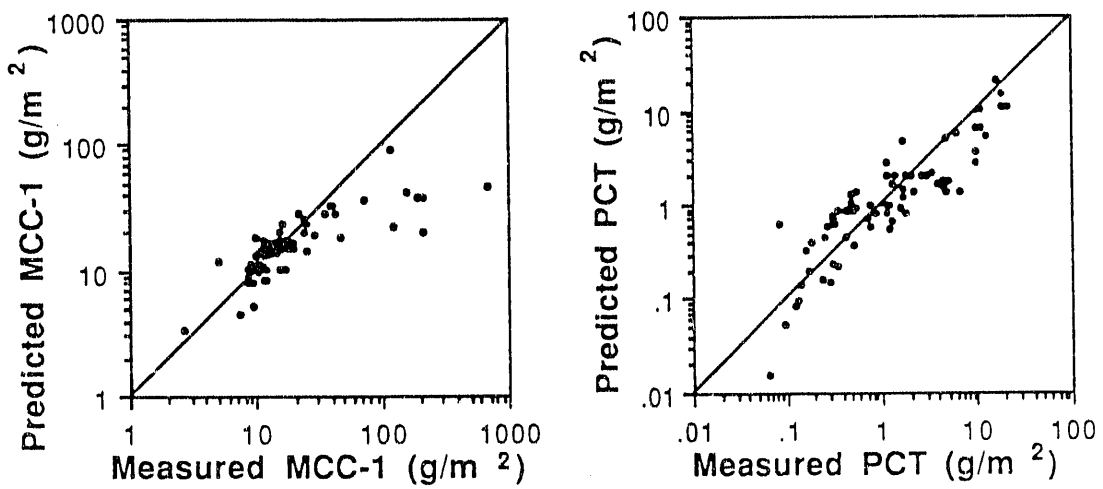 1000
100
10
1
Predicted MCC-1 (g/m 2)
1 10 100 1000
Measured MCC-1 (g/m 2)
100
10
1
.1
.01
Predicted PCT (g/m 2)
.01 .1 1 10 100
Measured PCT (g/m 2)